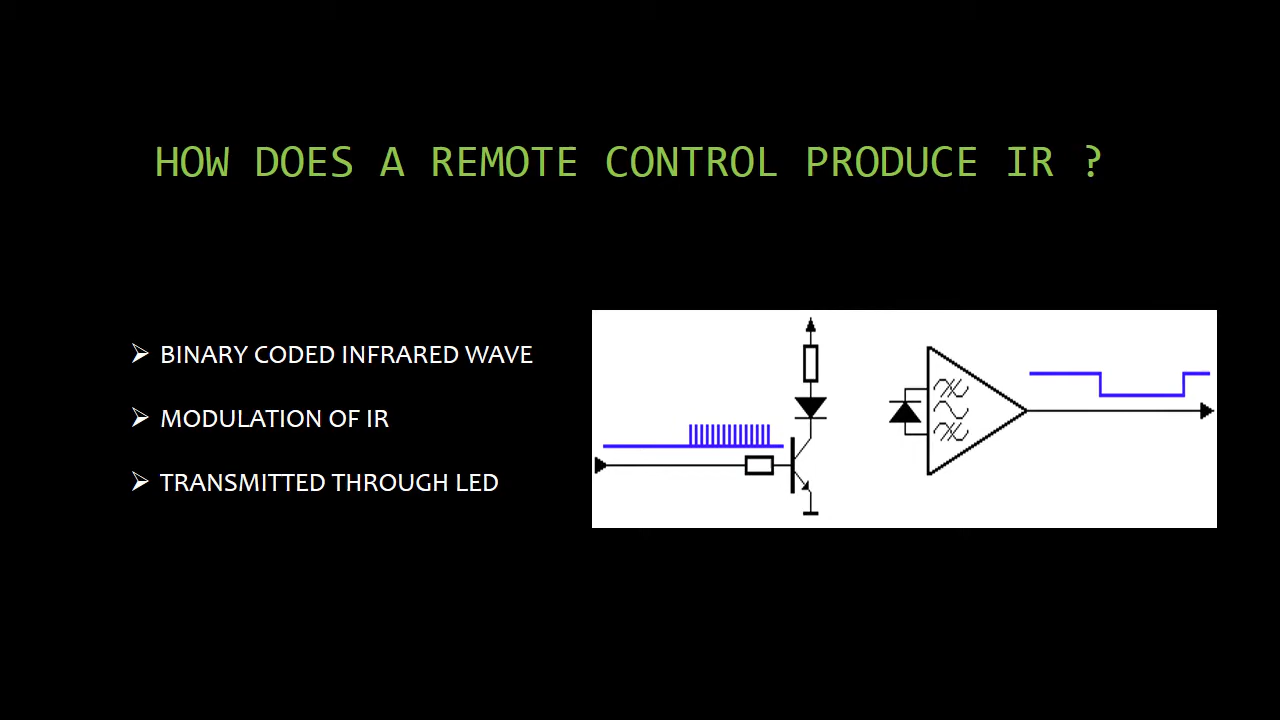 HOW DOES A REMOTE CONTROL PRODUCE IR ?
➢ BINARY CODED INFRARED WAVE
➢ MODULATION OF IR
➢ TRANSMITTED THROUGH LED